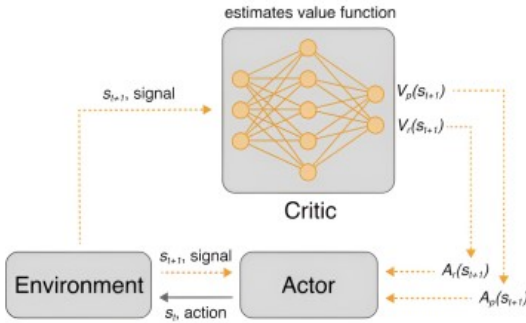 estimates value function
s_{t+1}, signal
V_p(s_{t+1})
V_r(s_{t+1})
Critic
s_{t+1}, signal
Environment
Actor
A_r(s_{t+1})
s_t, action
A_p(s_{t+1})